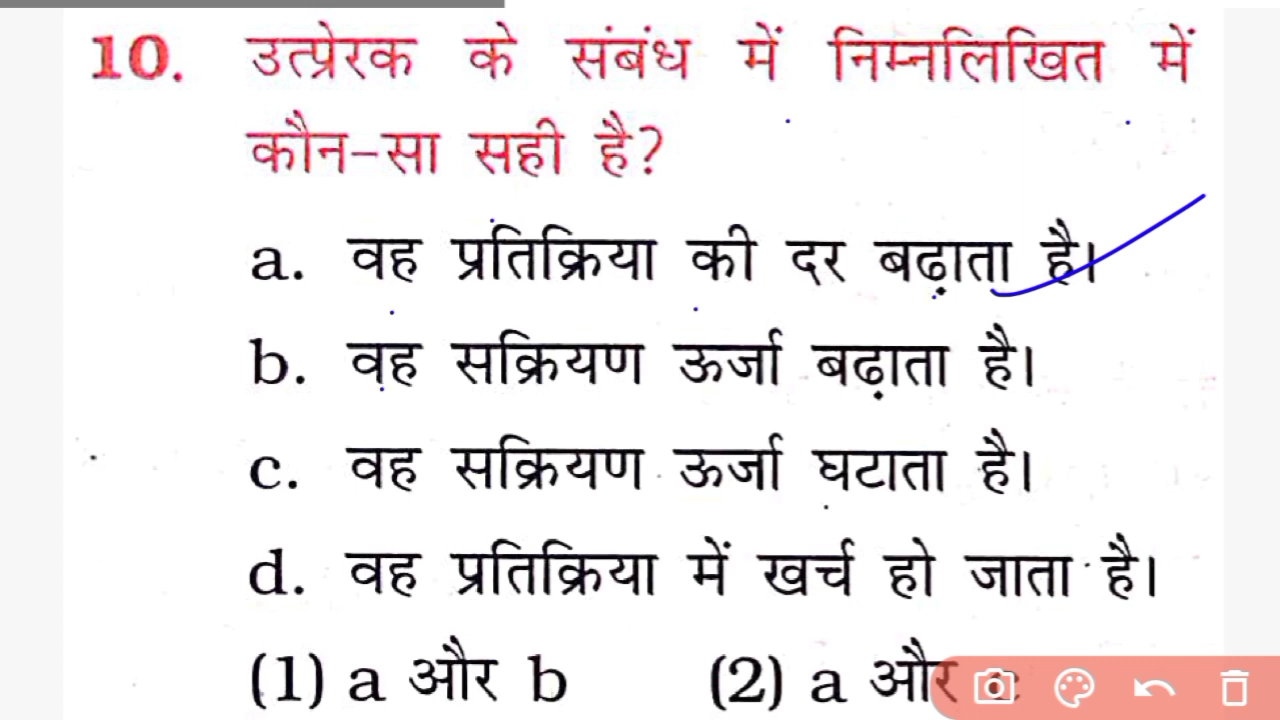 10. उत्प्रेरक के संबंध में निम्नलिखित में
कौन-सा सही है?
a. वह प्रतिक्रिया की दर बढ़ाता है।
b. वह सक्रियण ऊर्जा बढ़ाता है।
c. वह सक्रियण ऊर्जा घटाता है।
d. वह प्रतिक्रिया में खर्च हो जाता है।
(1) a और b (2) a और